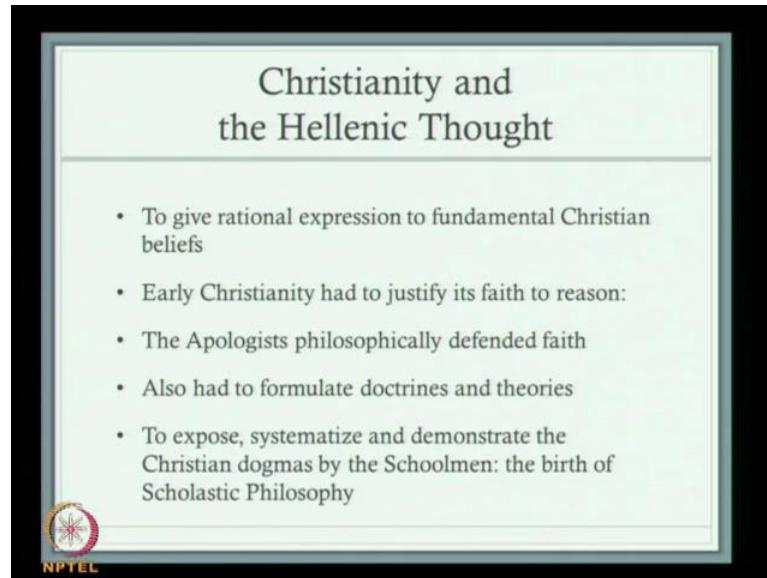 Christianity and
the Hellenic Thought
• To give rational expression to fundamental Christian
beliefs
• Early Christianity had to justify its faith to reason:
• The Apologists philosophically defended faith
• Also had to formulate doctrines and theories
• To expose, systematize and demonstrate the
Christian dogmas by the Schoolmen: the birth of
Scholastic Philosophy
NPTEL